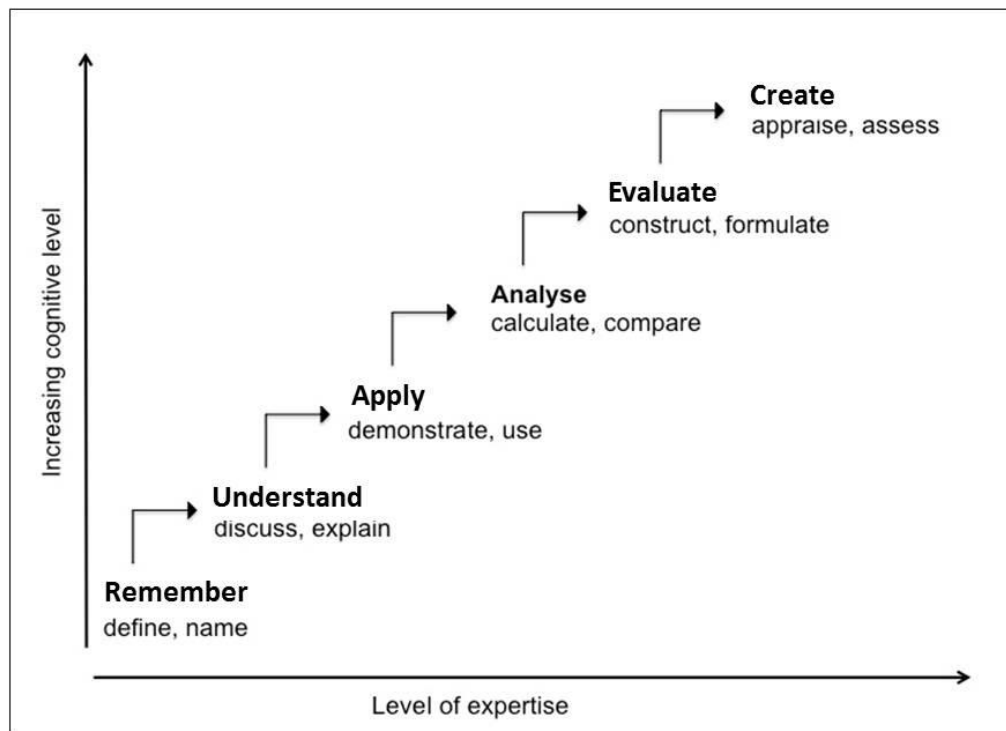 Create
appraise, assess
Evaluate
construct, formulate
Analyse
calculate, compare
Apply
demonstrate, use
Understand
discuss, explain
Remember
define, name
Increasing cognitive level
Level of expertise